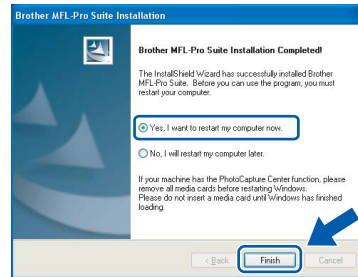 Brother MFL-Pro Suite Installation
Brother MFL-Pro Suite Installation Completed!
The InstallShield Wizard has successfully installed Brother
MFL-Pro Suite. Before you can use the program, you must
restart your computer.
Yes, I want to restart my computer now.
No, I will restart my computer later.
If your machine has the PhotoCapture Center function, please
remove all media cards before restarting Windows.
Please do not insert a media card until Windows has finished
loading.
< Back Finish Cancel